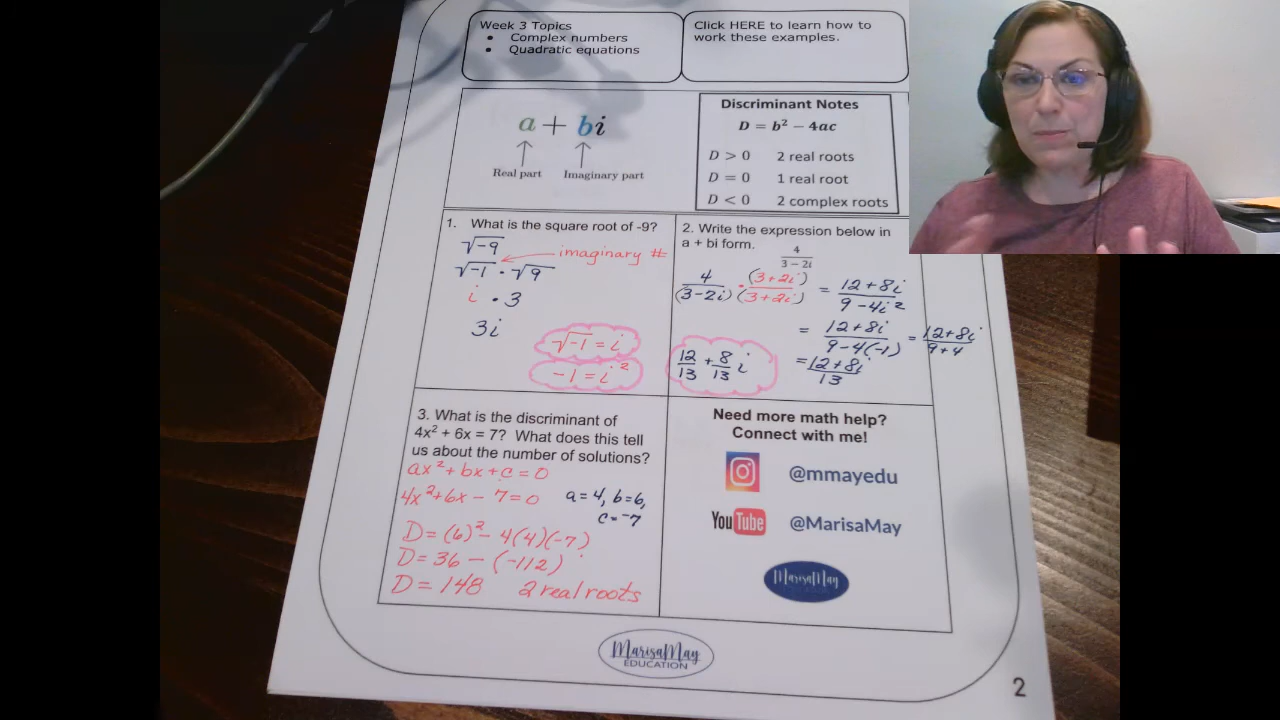 Week 3 Topics
• Complex numbers
• Quadratic equations
Click HERE to learn how to
work these examples.
a + bi
Real part Imaginary part
Discriminant Notes
D = b² − 4ac
D > 0 2 real roots
D = 0 1 real root
D < 0 2 complex roots
1. What is the square root of -9?
√-9
imaginary #
√-1 • √9
i • 3
3i
√-1 = i
-1 = i²
2. Write the expression below in
a + bi form.
4/(3 − 2i)
4/(3-2i) • (3+2i)/(3+2i) = (12+8i)/(9-4i²)
= (12+8i)/(9-4(-1)) = (12+8i)/(9+4)
= (12+8i)/13
12/13 + 8/13 i
3. What is the discriminant of
4x² + 6x = 7? What does this tell
us about the number of solutions?
ax² + bx + c = 0
4x² + 6x - 7 = 0
a = 4, b = 6,
c = -7
D = (6)² - 4(4)(-7)
D = 36 - (-112)
D = 148 2 real roots
Need more math help?
Connect with me!
@mmayedu
YouTube @MarisaMay
MarisaMay
MarisaMay
EDUCATION
2